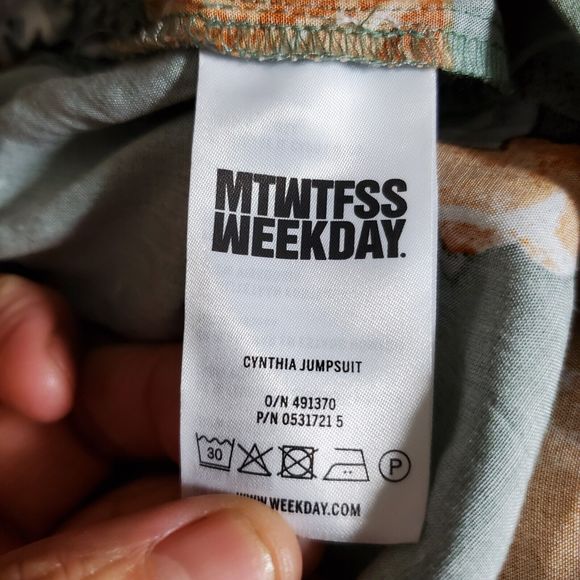 MTWTFSS
WEEKDAY.
CYNTHIA JUMPSUIT
O/N 491370
P/N 0531721 5
30 P
WWW.WEEKDAY.COM